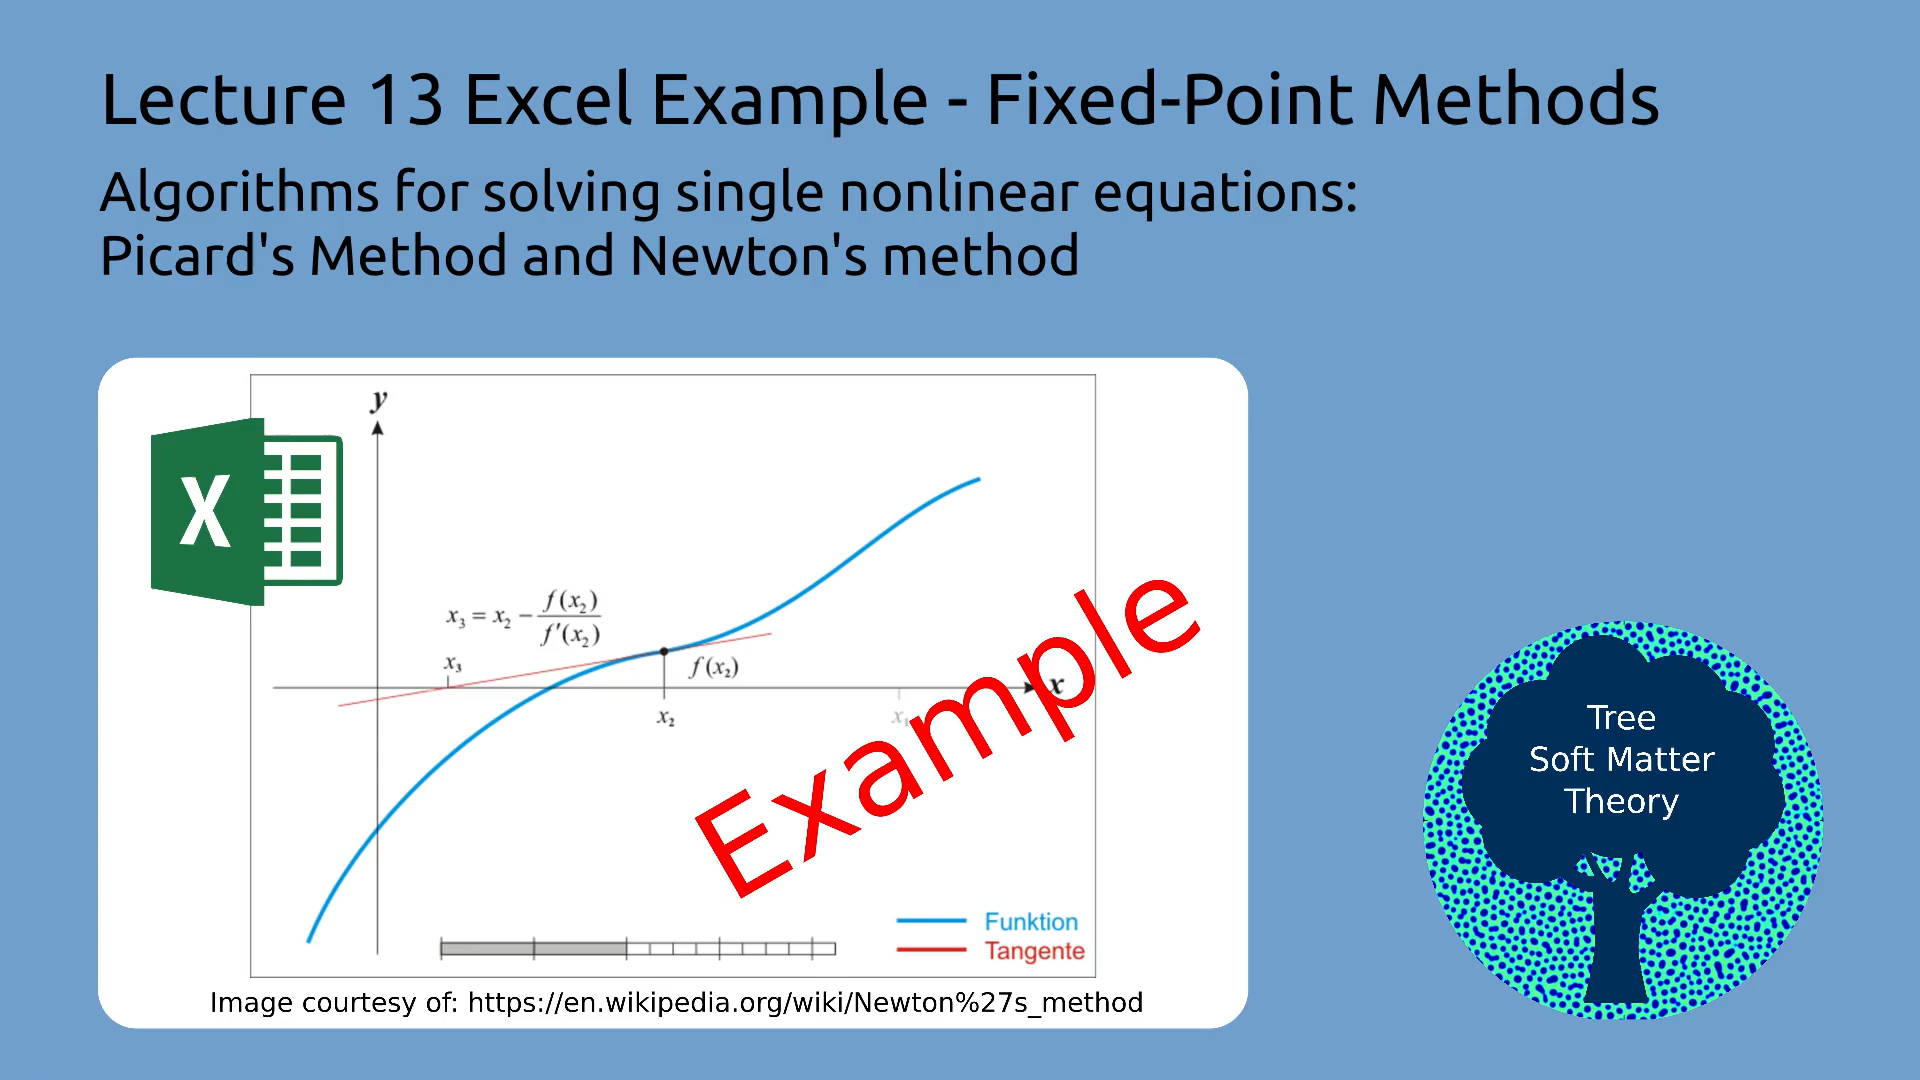 Lecture 13 Excel Example - Fixed-Point Methods
Algorithms for solving single nonlinear equations:
Picard's Method and Newton's method
y
X
x₃ = x₂ − f(x₂) / f′(x₂)
x₃
f(x₂)
x
x₂
x₁
Example
Funktion
Tangente
Image courtesy of: https://en.wikipedia.org/wiki/Newton%27s_method
Tree
Soft Matter
Theory